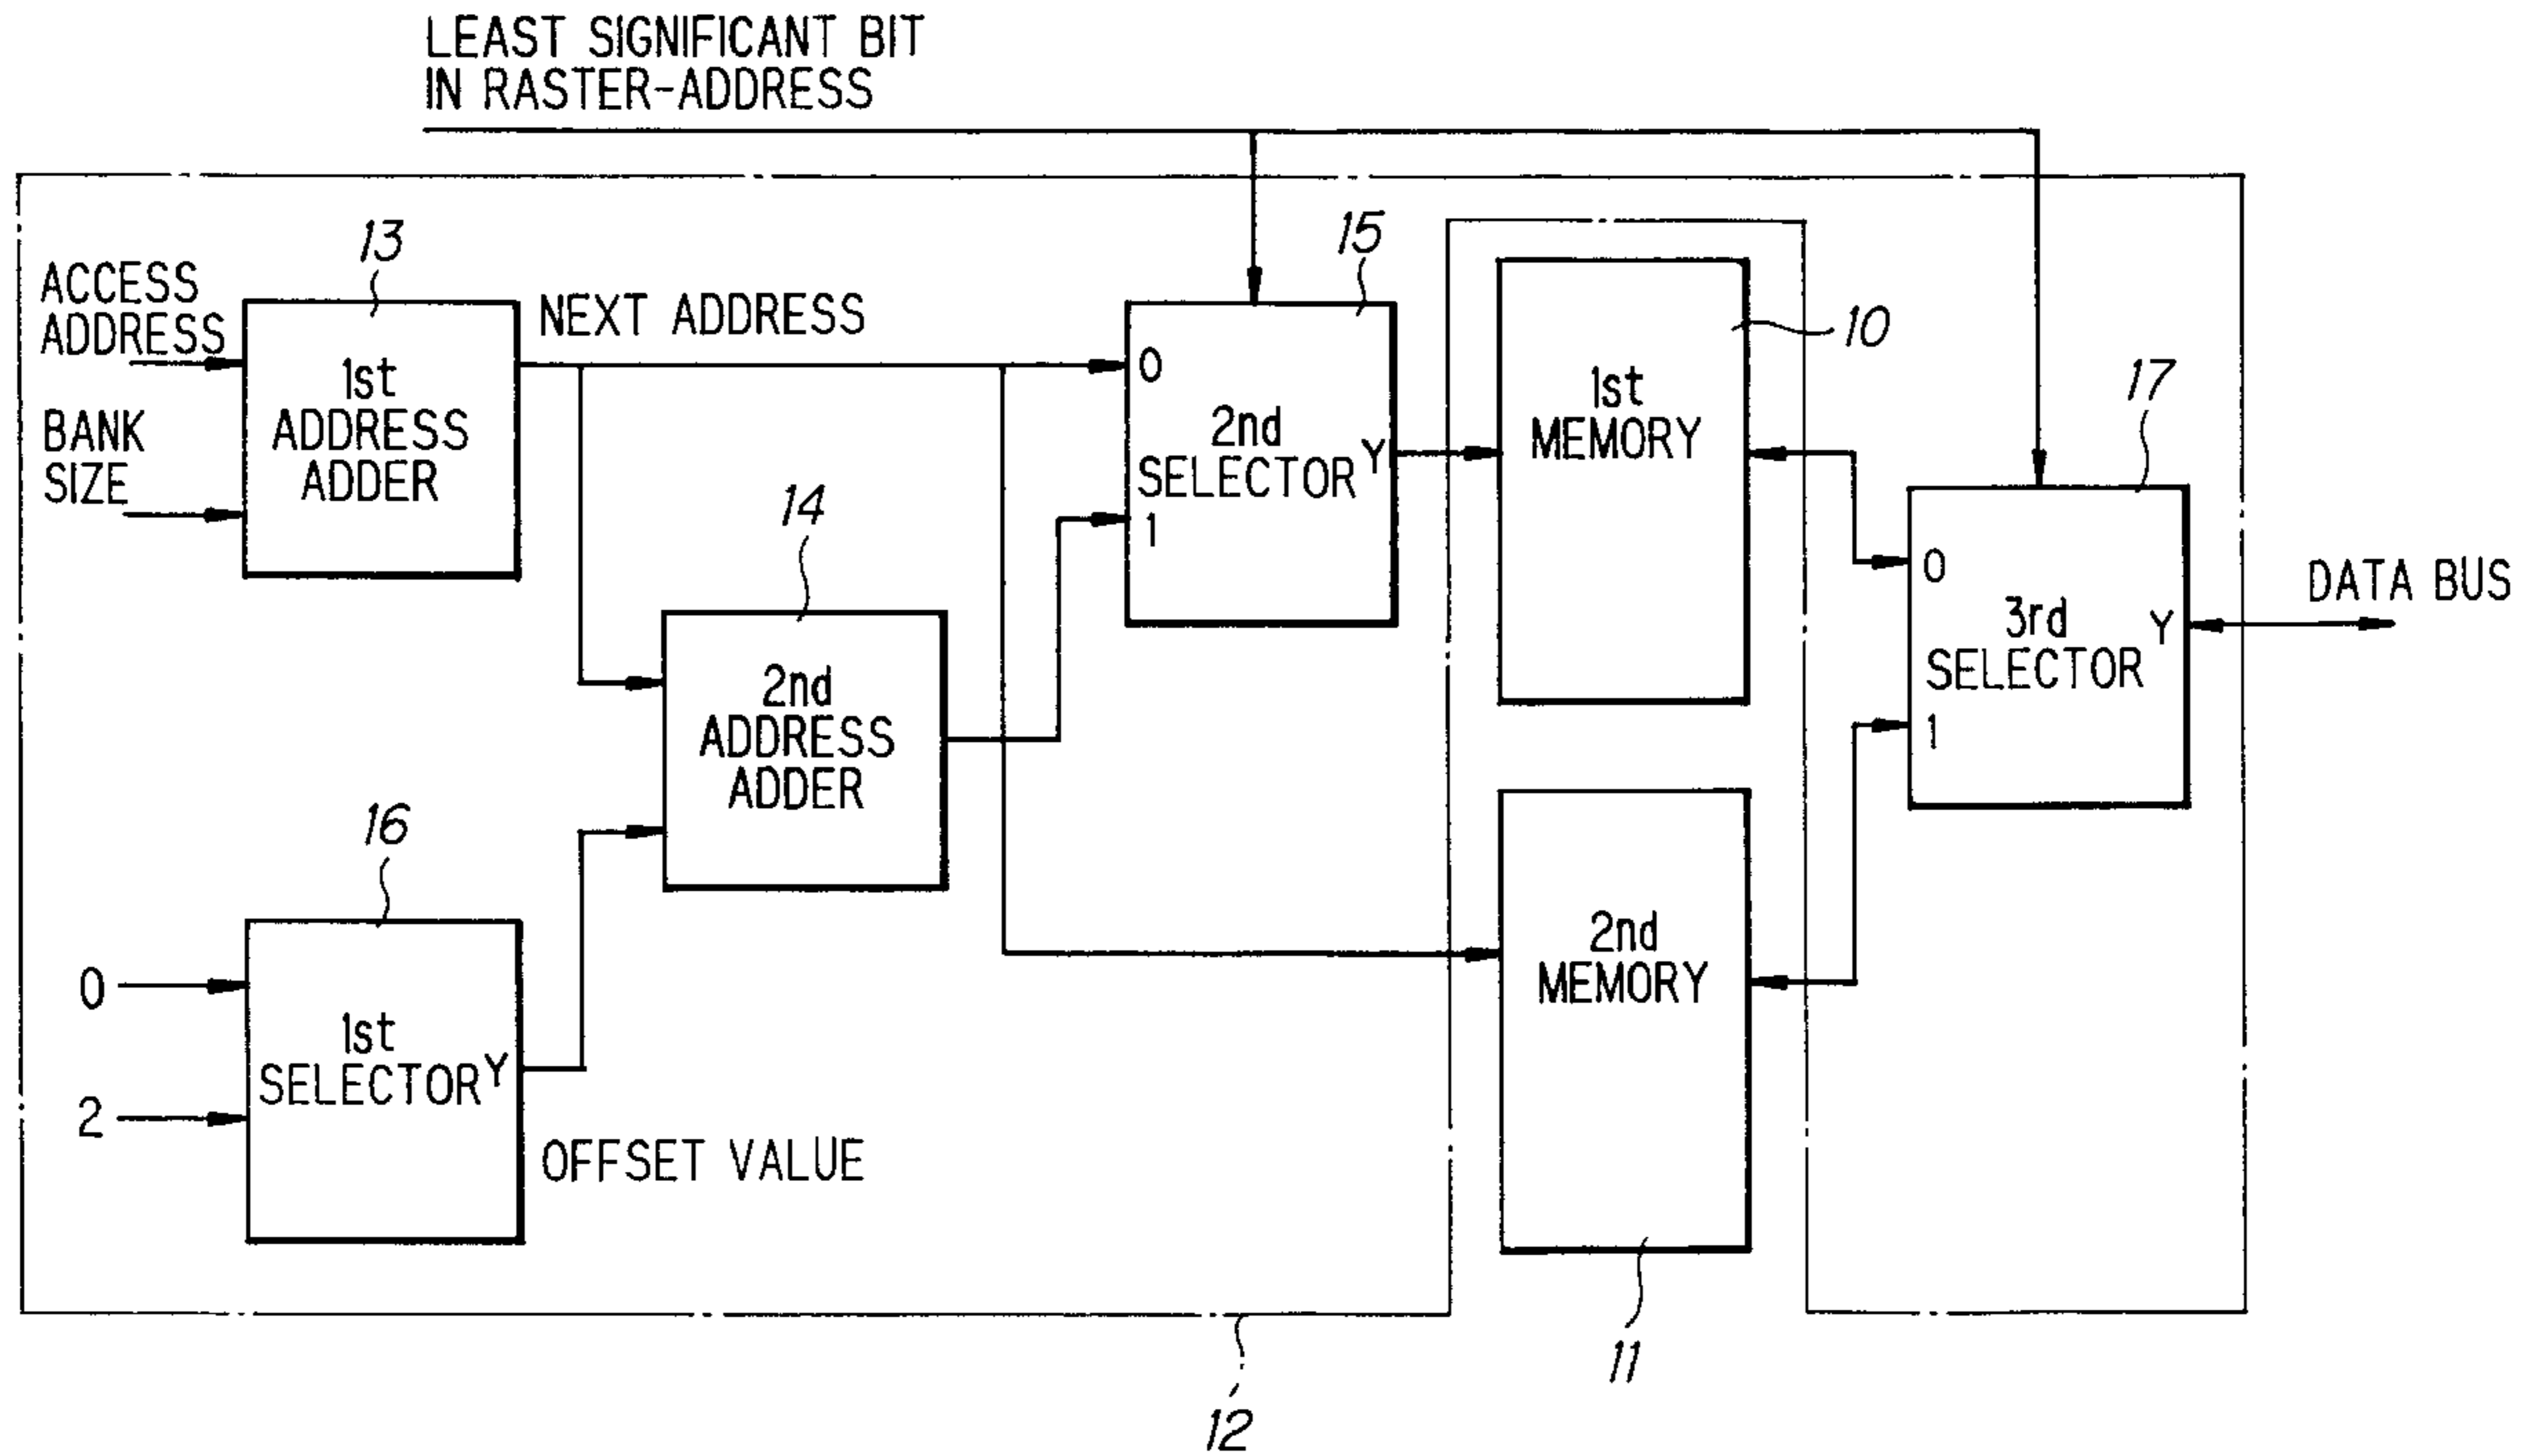 LEAST SIGNIFICANT BIT
IN RASTER-ADDRESS
13
ACCESS
ADDRESS
BANK
SIZE
1st
ADDRESS
ADDER
NEXT ADDRESS
14
2nd
ADDRESS
ADDER
16
0
2
1st
SELECTOR
Y
OFFSET VALUE
15
0
2nd
SELECTOR
Y
1
10
1st
MEMORY
2nd
MEMORY
11
17
0
3rd
SELECTOR
Y
1
DATA BUS
12